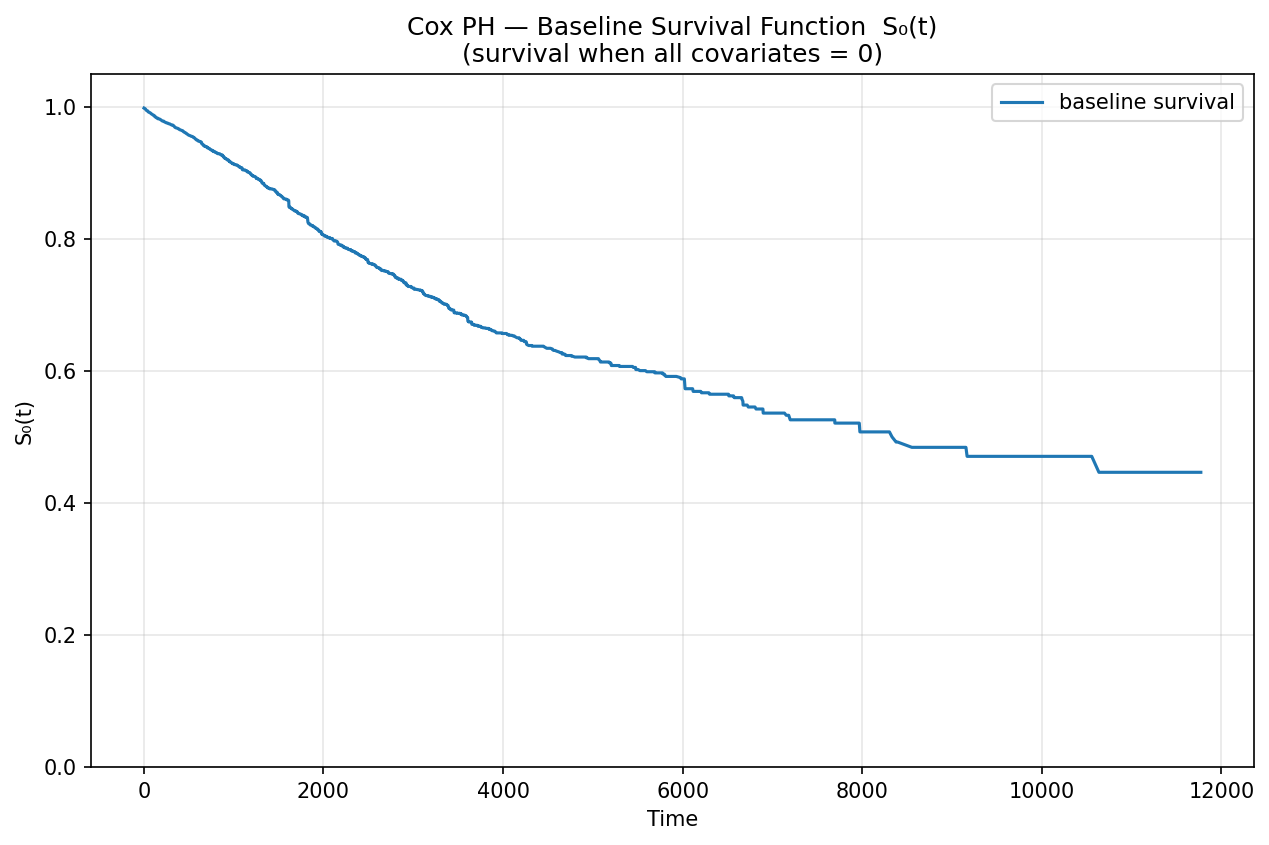 Cox PH — Baseline Survival Function  S₀(t)
(survival when all covariates = 0)
baseline survival
1.0
0.8
0.6
0.4
0.2
0.0
S₀(t)
0 2000 4000 6000 8000 10000 12000
Time